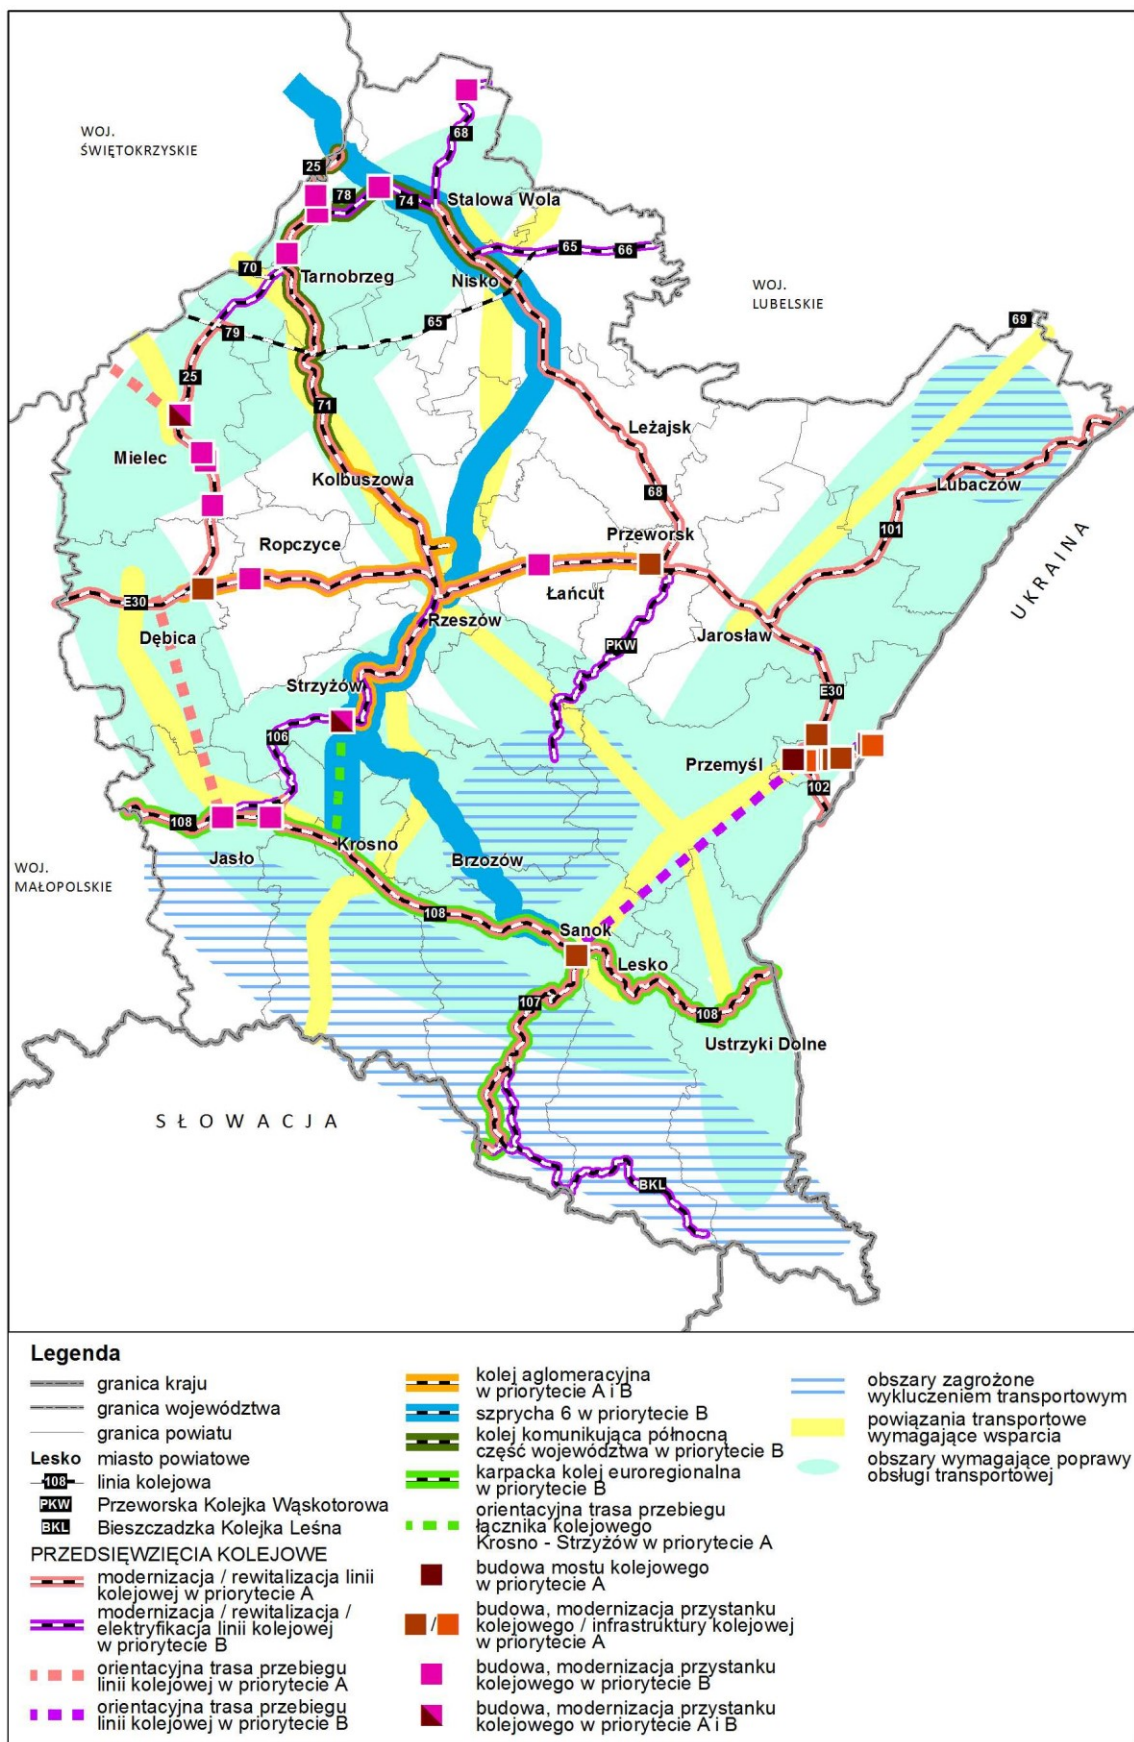 68
WOJ.
ŚWIĘTOKRZYSKIE
25
78
74
Stalowa Wola
65
66
70
Tarnobrzeg
Nisko
WOJ.
LUBELSKIE
65
69
79
25
71
Leżajsk
Mielec
Kolbuszowa
68
Lubaczów
Ropczyce
Przeworsk
101
UKRAINA
E30
Łańcut
Dębica
Rzeszów
Jarosław
PKW
Strzyżów
E30
106
Przemyśl
102
108
Jasło
Krosno
Brzozów
WOJ.
MAŁOPOLSKIE
108
Sanok
Lesko
107
108
Ustrzyki Dolne
SŁOWACJA
BKL
Legenda
granica kraju
granica województwa
granica powiatu
Lesko miasto powiatowe
108 linia kolejowa
PKW Przeworska Kolejka Wąskotorowa
BKL Bieszczadzka Kolejka Leśna
PRZEDSIĘWZIĘCIA KOLEJOWE
modernizacja / rewitalizacja linii
kolejowej w priorytecie A
modernizacja / rewitalizacja /
elektryfikacja linii kolejowej
w priorytecie B
orientacyjna trasa przebiegu
linii kolejowej w priorytecie A
orientacyjna trasa przebiegu
linii kolejowej w priorytecie B
kolej aglomeracyjna
w priorytecie A i B
szprycha 6 w priorytecie B
kolej komunikująca północną
część województwa w priorytecie B
karpacka kolej euroregionalna
w priorytecie B
orientacyjna trasa przebiegu
łącznika kolejowego
Krosno - Strzyżów w priorytecie A
budowa mostu kolejowego
w priorytecie A
/ budowa, modernizacja przystanku
kolejowego / infrastruktury kolejowej
w priorytecie A
budowa, modernizacja przystanku
kolejowego w priorytecie B
budowa, modernizacja przystanku
kolejowego w priorytecie A i B
obszary zagrożone
wykluczeniem transportowym
powiązania transportowe
wymagające wsparcia
obszary wymagające poprawy
obsługi transportowej